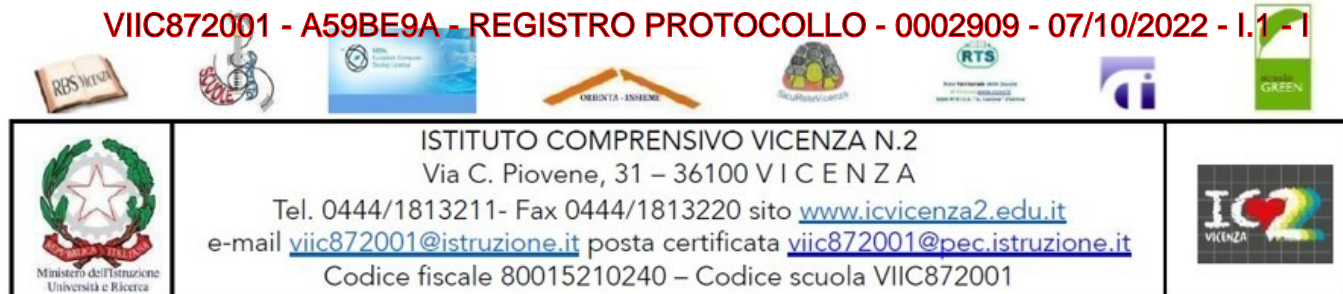 VIIC872001 - A59BE9A - REGISTRO PROTOCOLLO - 0002909 - 07/10/2022 - I.1 - I
RBS VICENZA
ORIENTA - INSIEME
SicuReteVicenza
RTS
scuola
GREEN
ISTITUTO COMPRENSIVO VICENZA N.2
Via C. Piovene, 31 – 36100 V I C E N Z A
Tel. 0444/1813211- Fax 0444/1813220 sito www.icvicenza2.edu.it
e-mail viic872001@istruzione.it posta certificata viic872001@pec.istruzione.it
Codice fiscale 80015210240 – Codice scuola VIIC872001
Ministero dell'Istruzione
Università e Ricerca
IC2
VICENZA